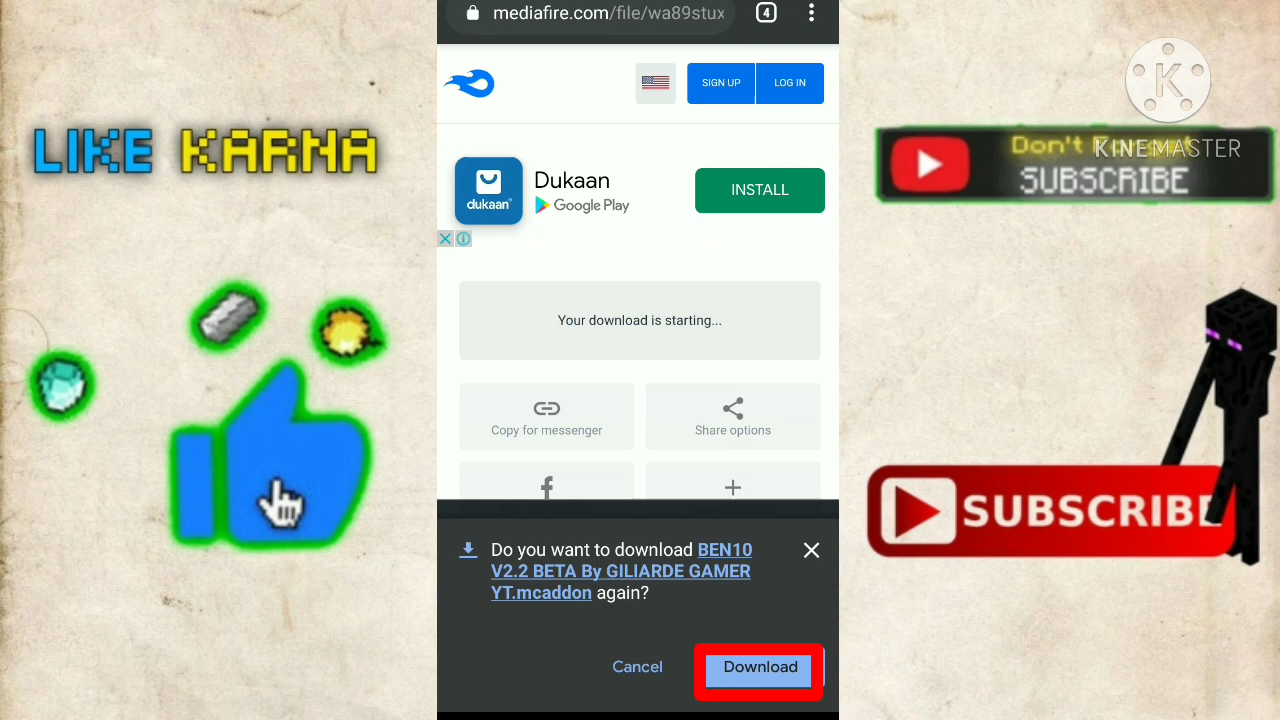 mediafire.com/file/wa89stux
4
SIGN UP
LOG IN
LIKE KARNA
Dukaan
Google Play
dukaan
INSTALL
Don't Forget
SUBSCRIBE
K
KINEMASTER
Your download is starting...
Copy for messenger
Share options
SUBSCRIBE
Do you want to download BEN10
V2.2 BETA By GILIARDE GAMER
YT.mcaddon again?
Cancel
Download